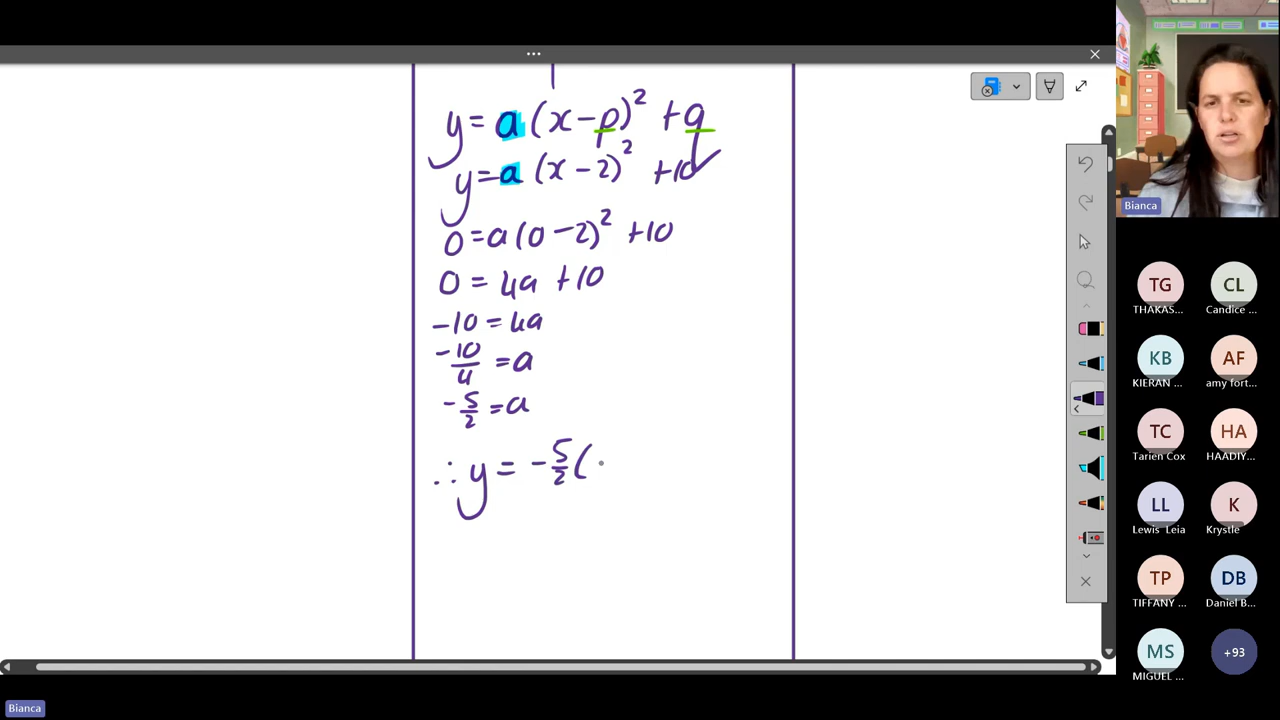 y = a (x - p)² + q
y = a (x - 2)² + 10
0 = a (0 - 2)² + 10
0 = 4a + 10
-10 = 4a
-10/4 = a
-5/2 = a
∴ y = -5/2 (
Bianca
TG
THAKAS...
CL
Candice ...
KB
KIERAN ...
AF
amy fort...
TC
Tarien Cox
HA
HAADIY...
LL
Lewis Leia
K
Krystle
TP
TIFFANY ...
DB
Daniel B...
MS
MIGUEL ...
+93
Bianca